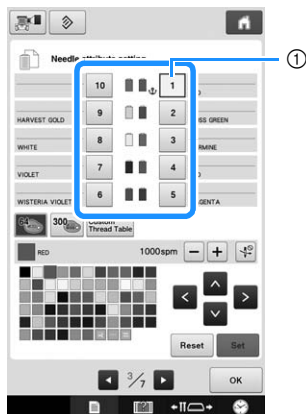 ①
Needle attribute setting
10 1
HARVEST GOLD 9 2 SS GREEN
WHITE 8 3 RMINE
VIOLET 7 4
WISTERIA VIOLET 6 5 GENTA
64 300 Custom
Thread Table
RED 1000spm − +
Reset Set
3/7 OK